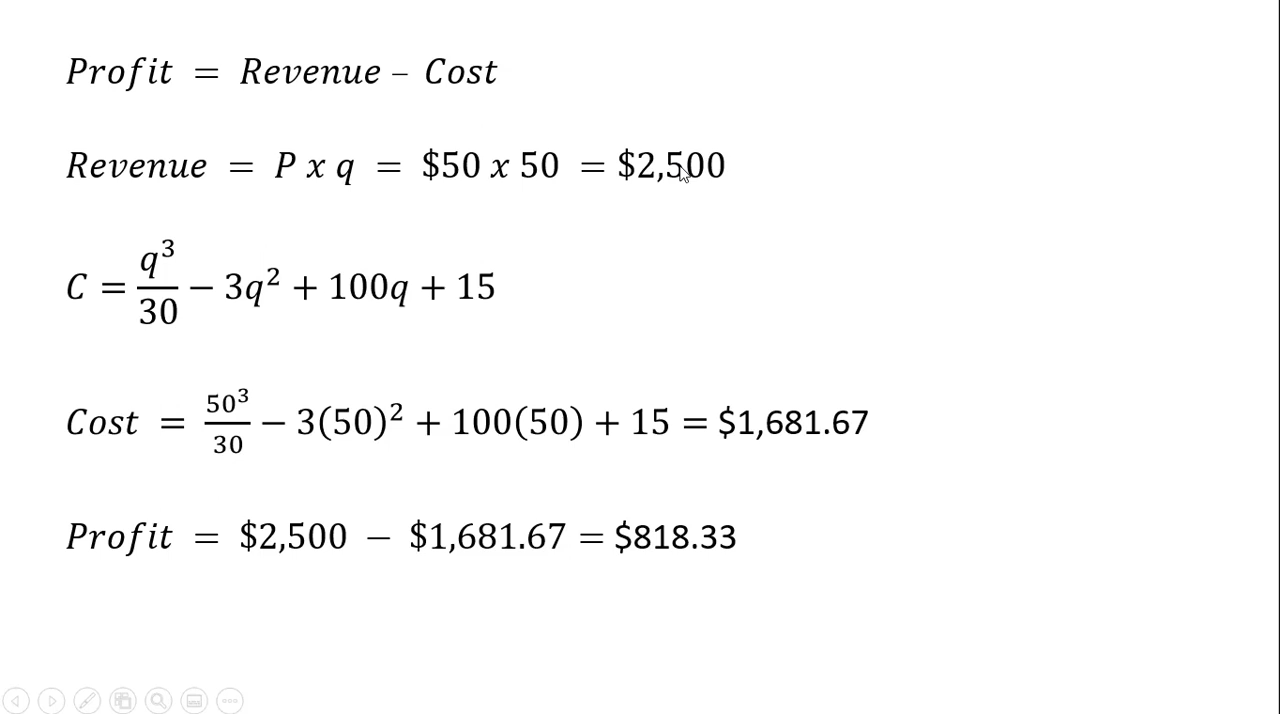 Profit = Revenue – Cost
Revenue = P x q = $50 x 50 = $2,500
C = q³/30 − 3q² + 100q + 15
Cost = 50³/30 − 3(50)² + 100(50) + 15 = $1,681.67
Profit = $2,500 − $1,681.67 = $818.33